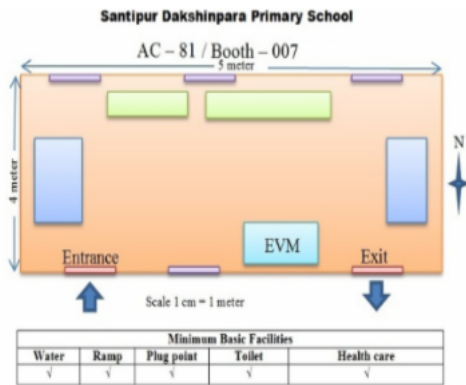 Santipur Dakshinpara Primary School
AC – 81 / Booth – 007
5 meter
4 meter
N
EVM
Entrance
Exit
Scale 1 cm = 1 meter
Minimum Basic Facilities
Water Ramp Plug point Toilet Health care
√ √ √ √ √